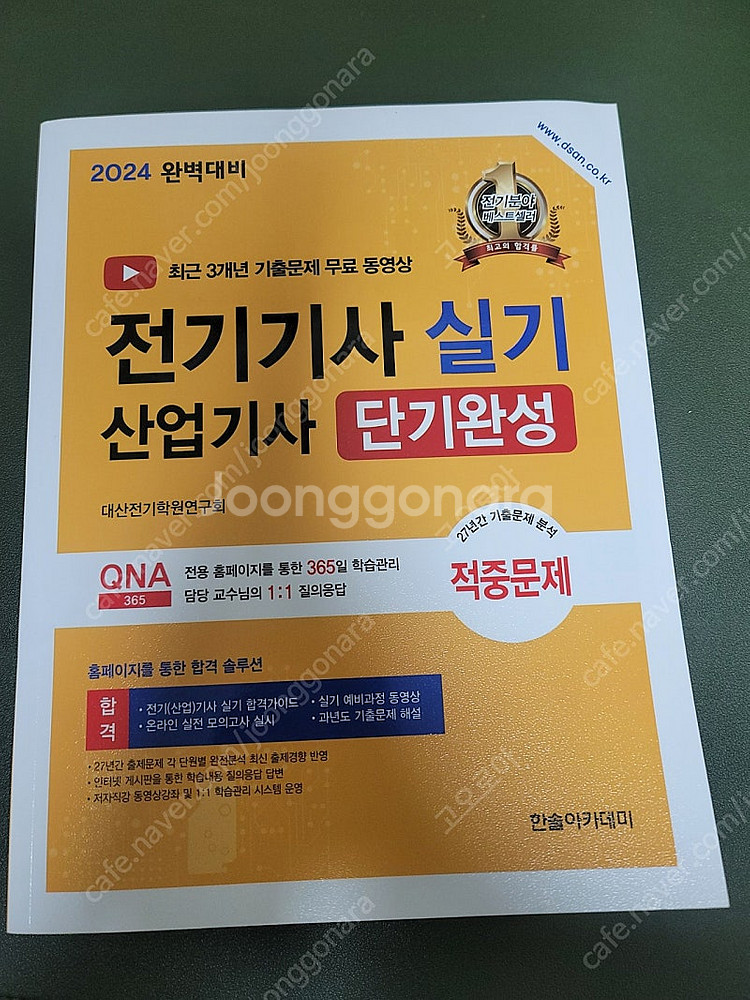 www.dsan.co.kr
2024 완벽대비
1
전기분야
베스트셀러
최고의 합격률
최근 3개년 기출문제 무료 동영상
전기기사 실기
산업기사 단기완성
대산전기학원연구회
Joonggonara
27년간 기출문제 분석
적중문제
QNA
365
전용 홈페이지를 통한 365일 학습관리
담당 교수님의 1:1 질의응답
홈페이지를 통한 합격 솔루션
합격
· 전기(산업)기사 실기 합격가이드 · 실기 예비과정 동영상
· 온라인 실전 모의고사 실시 · 과년도 기출문제 해설
· 27년간 출제문제 각 단원별 완전분석 최신 출제경향 반영
· 인터넷 게시판을 통한 학습내용 질의응답 답변
· 저자직강 동영상강좌 및 1:1 학습관리 시스템 운영
한솔아카데미
cafe.naver.com/joonggonara